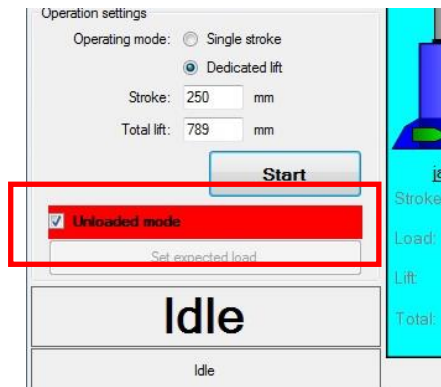 Operation settings
Operating mode: Single stroke
Dedicated lift
Stroke: 250 mm
Total lift: 789 mm
Start
Unloaded mode
Set expected load
Idle
Idle
Stroke
Load:
Lift:
Total: